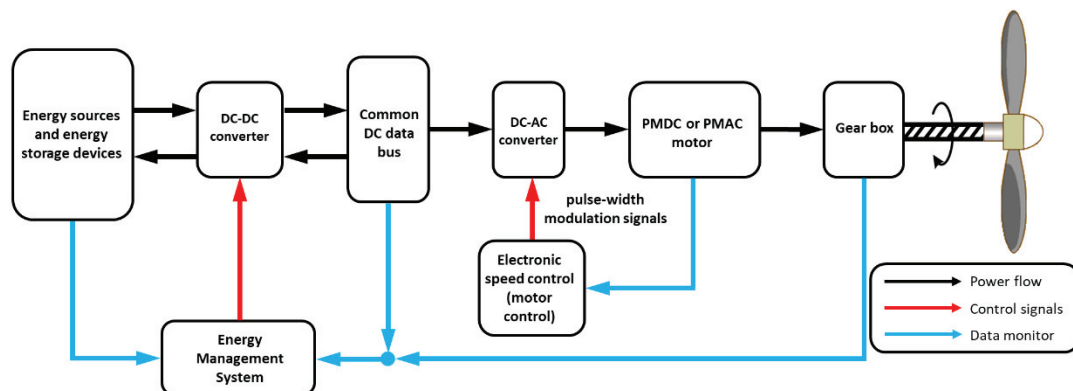 Energy sources
and energy
storage devices
DC-DC
converter
Common
DC data
bus
DC-AC
converter
PMDC or PMAC
motor
Gear box
pulse-width
modulation signals
Electronic
speed control
(motor
control)
Energy
Management
System
Power flow
Control signals
Data monitor